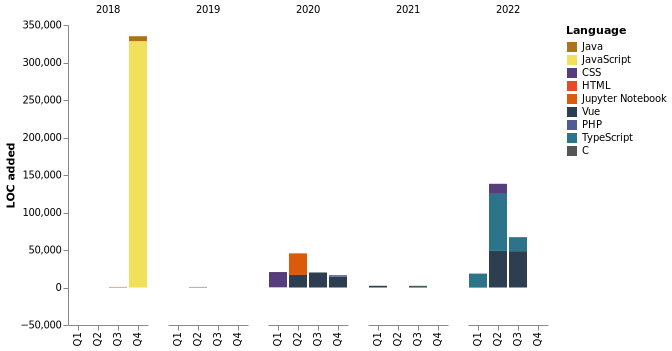 2018 2019 2020 2021 2022
LOC added
350,000
300,000
250,000
200,000
150,000
100,000
50,000
0
−50,000
Q1 Q2 Q3 Q4 Q1 Q2 Q3 Q4 Q1 Q2 Q3 Q4 Q1 Q2 Q3 Q4 Q1 Q2 Q3 Q4
Language
Java
JavaScript
CSS
HTML
Jupyter Notebook
Vue
PHP
TypeScript
C